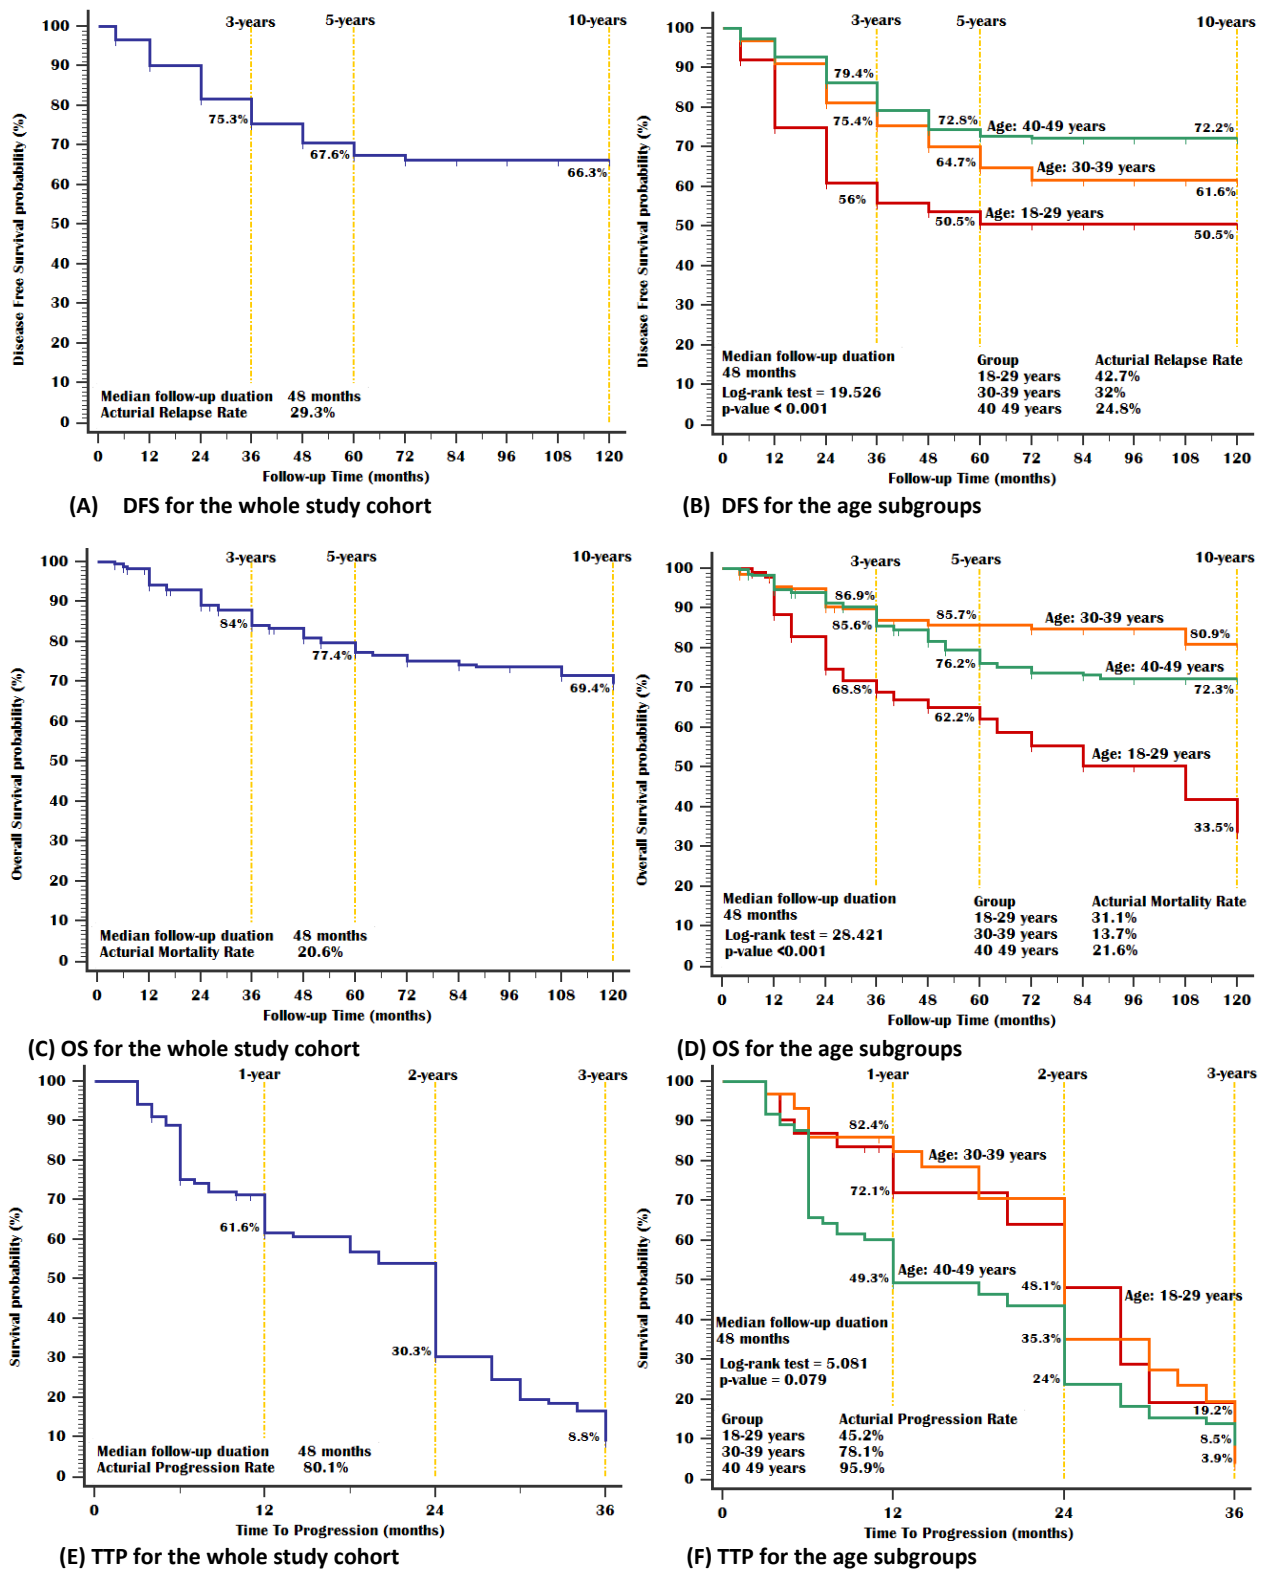 3-years 5-years 10-years
100
90
80
70
60
50
40
30
20
10
0
Disease Free Survival probability (%)
75.3%
67.6%
66.3%
Median follow-up duation 48 months
Acturial Relapse Rate 29.3%
0 12 24 36 48 60 72 84 96 108 120
Follow-up Time (months)
(A) DFS for the whole study cohort
3-years 5-years 10-years
100
90
80
70
60
50
40
30
20
10
0
Disease Free Survival probability (%)
79.4%
75.4%
56%
72.8%
64.7%
50.5%
Age: 40-49 years
Age: 30-39 years
Age: 18-29 years
72.2%
61.6%
50.5%
Median follow-up duation
48 months
Log-rank test = 19.526
p-value < 0.001
Group Acturial Relapse Rate
18-29 years 42.7%
30-39 years 32%
40 49 years 24.8%
0 12 24 36 48 60 72 84 96 108 120
Follow-up Time (months)
(B) DFS for the age subgroups
3-years 5-years 10-years
100
90
80
70
60
50
40
30
20
10
0
Overall Survival probability (%)
84%
77.4%
69.4%
Median follow-up duation 48 months
Acturial Mortality Rate 20.6%
0 12 24 36 48 60 72 84 96 108 120
Follow-up Time (months)
(C) OS for the whole study cohort
3-years 5-years 10-years
100
90
80
70
60
50
40
30
20
10
0
Overall Survival probability (%)
86.9%
85.6%
68.8%
85.7%
76.2%
62.2%
Age: 30-39 years
Age: 40-49 years
Age: 18-29 years
80.9%
72.3%
33.5%
Median follow-up duation
48 months
Log-rank test = 28.421
p-value <0.001
Group Acturial Mortality Rate
18-29 years 31.1%
30-39 years 13.7%
40 49 years 21.6%
0 12 24 36 48 60 72 84 96 108 120
Follow-up Time (months)
(D) OS for the age subgroups
1-year 2-years 3-years
100
90
80
70
60
50
40
30
20
10
0
Survival probability (%)
61.6%
30.3%
8.8%
Median follow-up duation 48 months
Acturial Progression Rate 80.1%
0 12 24 36
Time To Progression (months)
(E) TTP for the whole study cohort
1-year 2-years 3-years
100
90
80
70
60
50
40
30
20
10
0
Survival probability (%)
82.4%
72.1%
49.3%
Age: 30-39 years
Age: 40-49 years
Age: 18-29 years
48.1%
35.3%
24%
19.2%
8.5%
3.9%
Median follow-up duation
48 months
Log-rank test = 5.081
p-value = 0.079
Group Acturial Progression Rate
18-29 years 45.2%
30-39 years 78.1%
40 49 years 95.9%
0 12 24 36
Time To Progression (months)
(F) TTP for the age subgroups